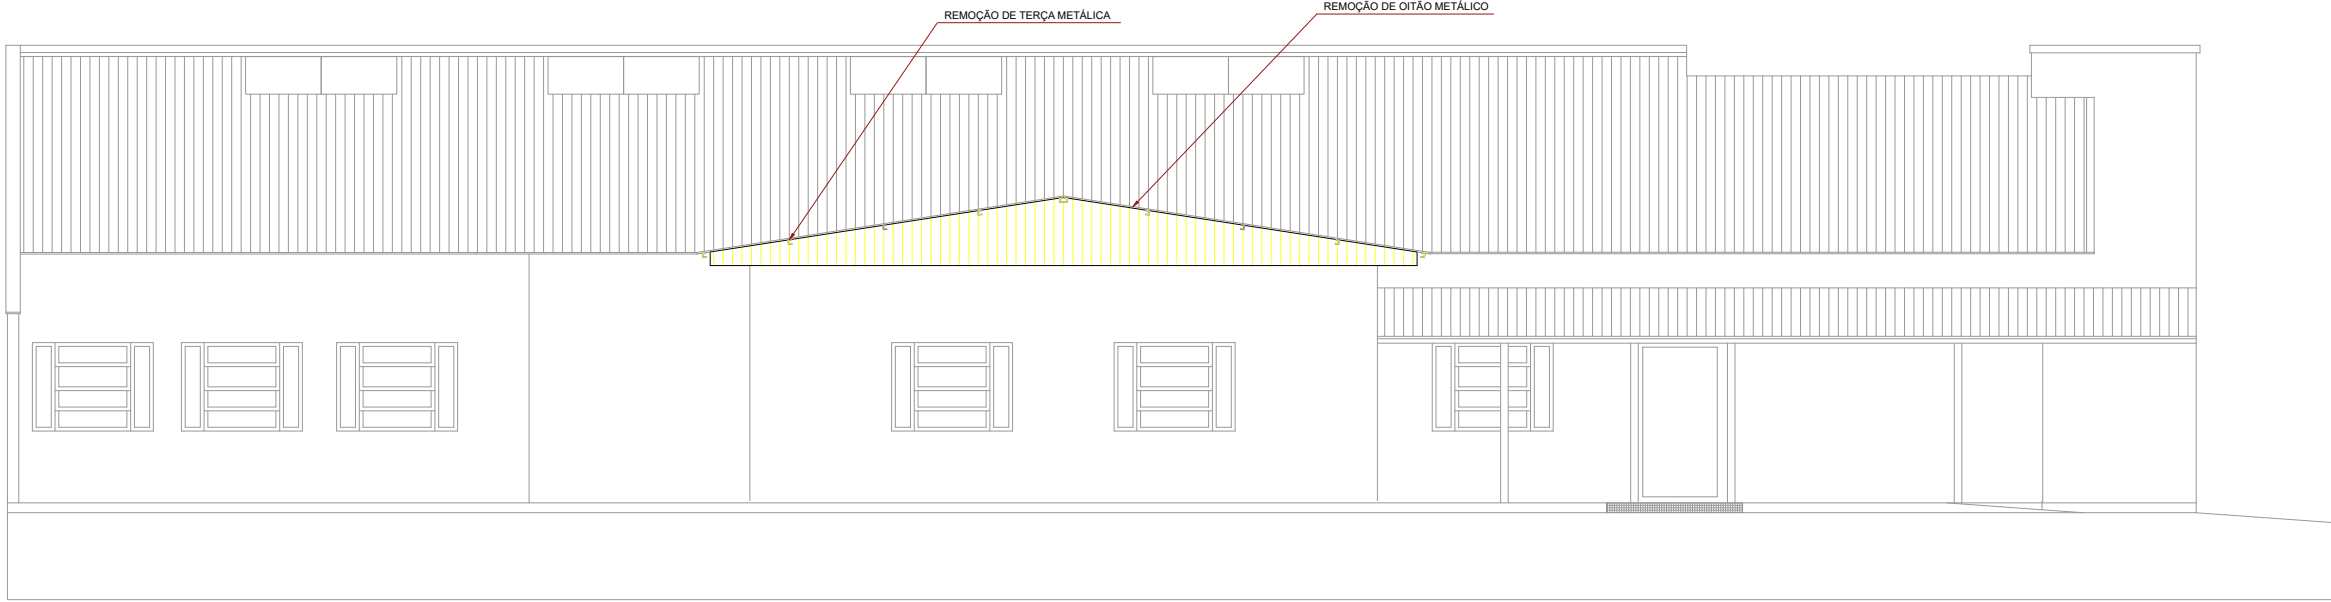 REMOÇÃO DE TERÇA METÁLICA
REMOÇÃO DE OITÃO METÁLICO